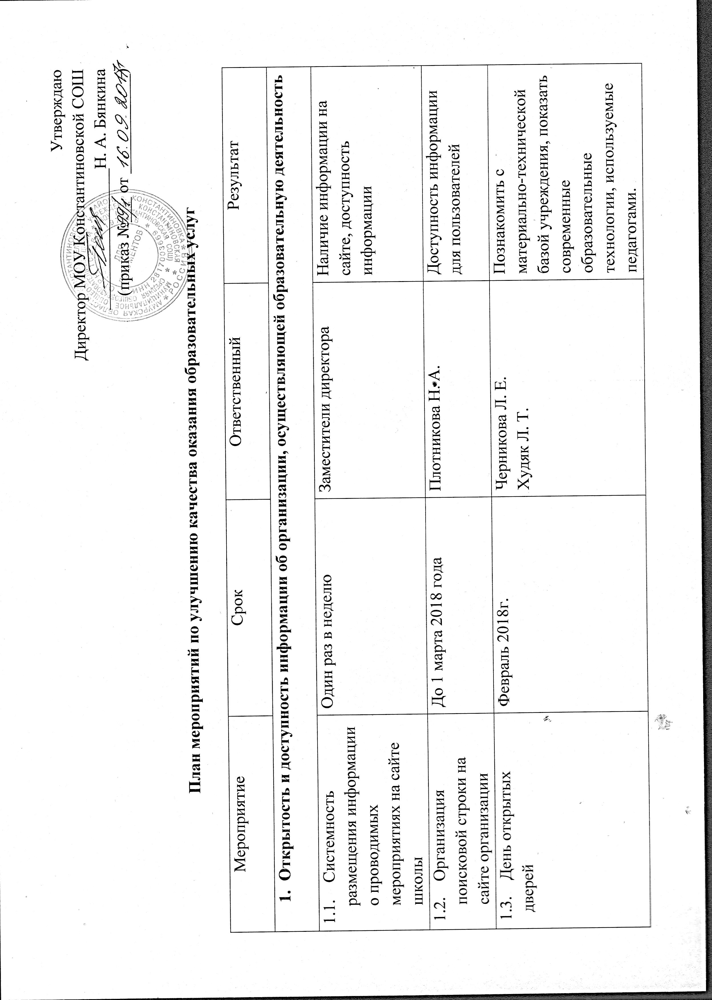 Утверждаю
Директор МОУ Константиновской СОШ
Н. А. Бянкина
(приказ №99/1 от 16.09.2017г.
План мероприятий по улучшению качества оказания образовательных услуг
Мероприятие Срок Ответственный Результат
1. Открытость и доступность информации об организации, осуществляющей образовательную деятельность
1.1. Системность
размещения информации
о проводимых
мероприятиях на сайте
школы
Один раз в неделю
Заместители директора
Наличие информации на
сайте, доступность
информации
1.2. Организация
поисковой строки на
сайте организации
До 1 марта 2018 года
Плотникова Н. А.
Доступность информации
для пользователей
1.3. День открытых
дверей
Февраль 2018г.
Черникова Л. Е.
Худяк Л. Т.
Познакомить с
материально-технической
базой учреждения, показать
современные
образовательные
технологии, используемые
педагогами.